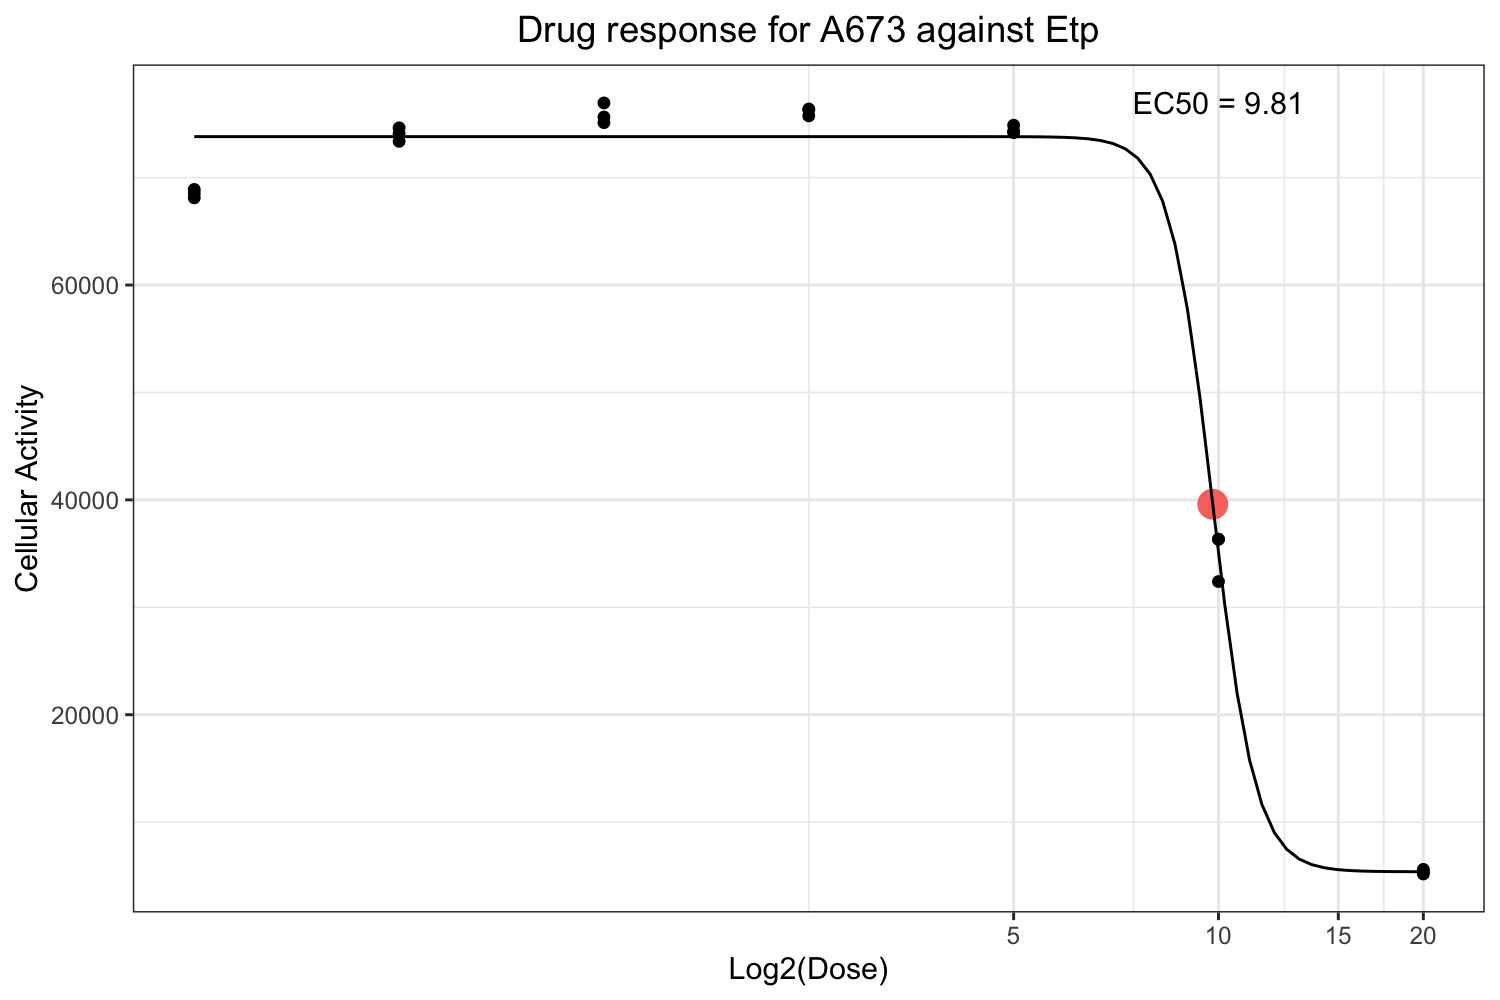 Drug response for A673 against Etp
EC50 = 9.81
60000
40000
20000
Cellular Activity
5 10 15 20
Log2(Dose)